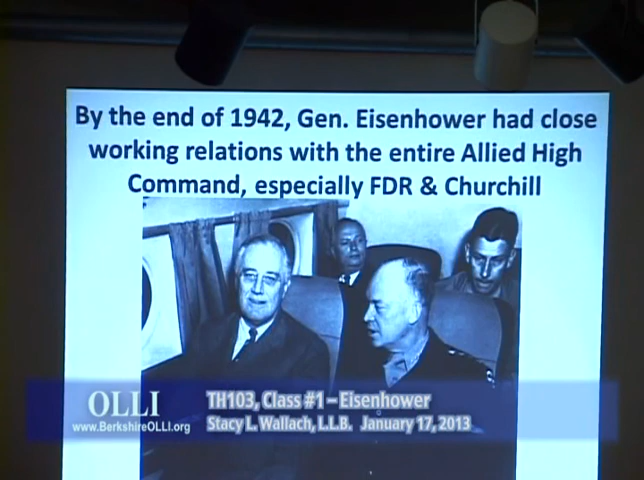 By the end of 1942, Gen. Eisenhower had close
working relations with the entire Allied High
Command, especially FDR & Churchill
OLLI
www.BerkshireOLLI.org
TH103, Class #1 – Eisenhower
Stacy L. Wallach, L.L.B. January 17, 2013